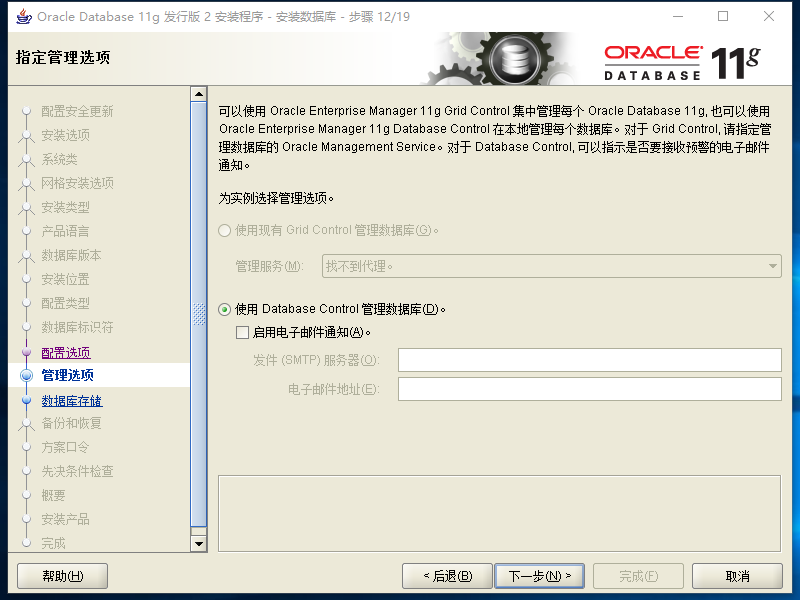 Oracle Database 11g 发行版 2 安装程序 - 安装数据库 - 步骤 12/19
指定管理选项
ORACLE
DATABASE 11g
配置安全更新
安装选项
系统类
网格安装选项
安装类型
产品语言
数据库版本
安装位置
配置类型
数据库标识符
配置选项
管理选项
数据库存储
备份和恢复
方案口令
先决条件检查
概要
安装产品
完成
可以使用 Oracle Enterprise Manager 11g Grid Control 集中管理每个 Oracle Database 11g, 也可以使用
Oracle Enterprise Manager 11g Database Control 在本地管理每个数据库。对于 Grid Control, 请指定管
理数据库的 Oracle Management Service。对于 Database Control, 可以指示是否要接收预警的电子邮件
通知。
为实例选择管理选项。
使用现有 Grid Control 管理数据库(G)。
管理服务(M):
找不到代理。
使用 Database Control 管理数据库(D)。
启用电子邮件通知(A)。
发件 (SMTP) 服务器(O):
电子邮件地址(E):
帮助(H)
< 后退(B)
下一步(N) >
完成(F)
取消